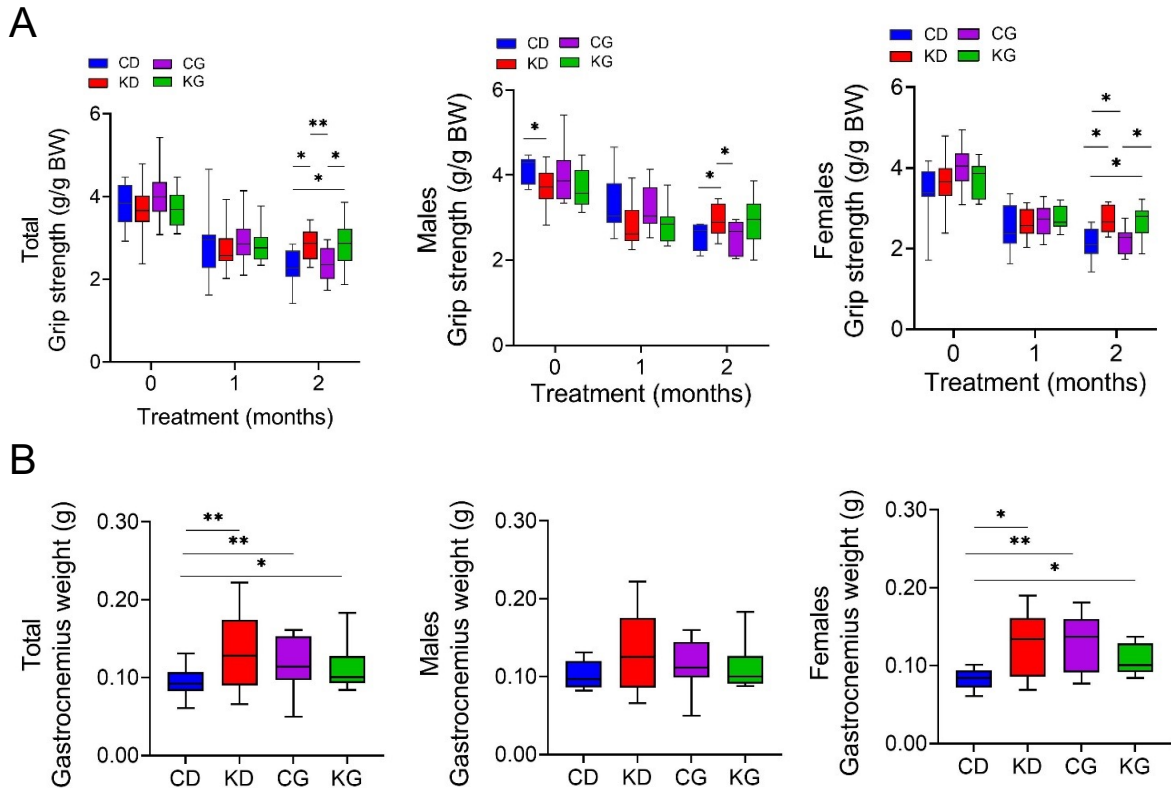 A
CD CG
KD KG
Total
Grip strength (g/g BW)
6
4
2
0
* ** * *
0 1 2
Treatment (months)
CD CG
KD KG
Males
Grip strength (g/g BW)
6
4
2
0
* * *
0 1 2
Treatment (months)
CD CG
KD KG
Females
Grip strength (g/g BW)
6
4
2
0
* * * *
0 1 2
Treatment (months)
B
Total
Gastrocnemius weight (g)
0.30
0.20
0.10
0.00
**
**
*
CD KD CG KG
Males
Gastrocnemius weight (g)
0.30
0.20
0.10
0.00
CD KD CG KG
Females
Gastrocnemius weight (g)
0.30
0.20
0.10
0.00
*
**
*
CD KD CG KG